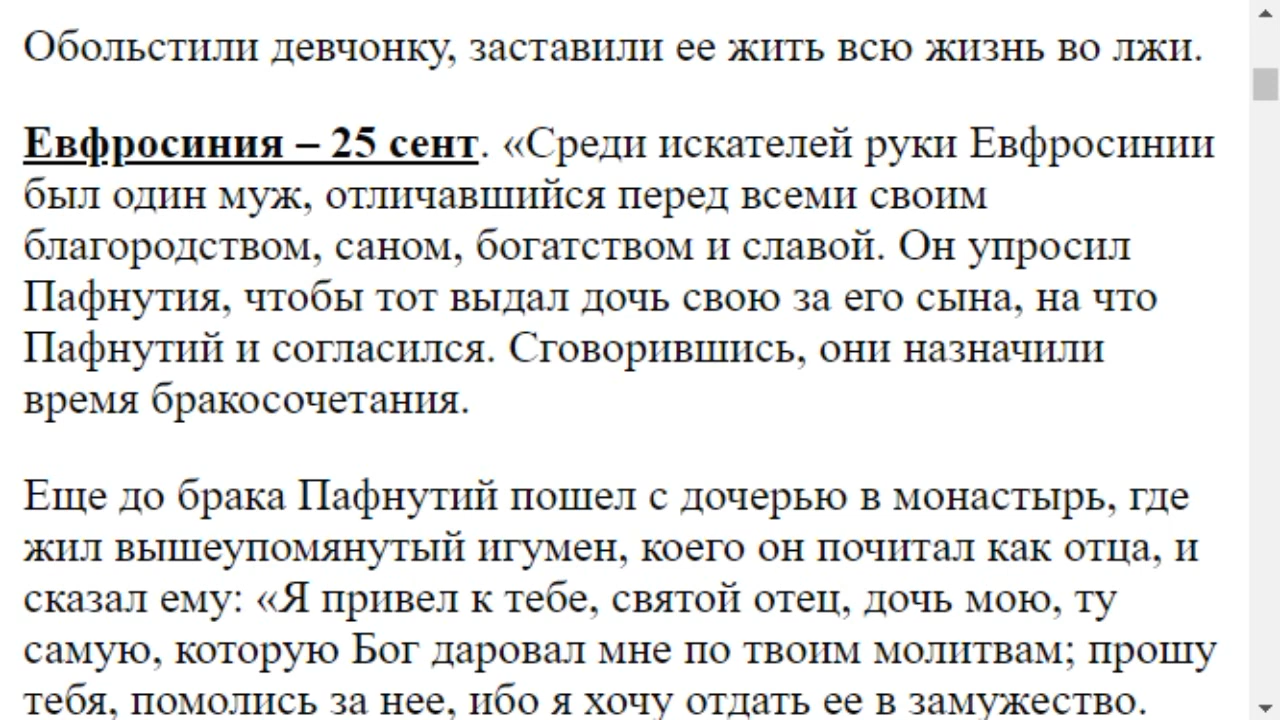 Обольстили девчонку, заставили ее жить всю жизнь во лжи.
Евфросиния – 25 сент. «Среди искателей руки Евфросинии
был один муж, отличавшийся перед всеми своим
благородством, саном, богатством и славой. Он упросил
Пафнутия, чтобы тот выдал дочь свою за его сына, на что
Пафнутий и согласился. Сговорившись, они назначили
время бракосочетания.
Еще до брака Пафнутий пошел с дочерью в монастырь, где
жил вышеупомянутый игумен, коего он почитал как отца, и
сказал ему: «Я привел к тебе, святой отец, дочь мою, ту
самую, которую Бог даровал мне по твоим молитвам; прошу
тебя, помолись за нее, ибо я хочу отдать ее в замужество.